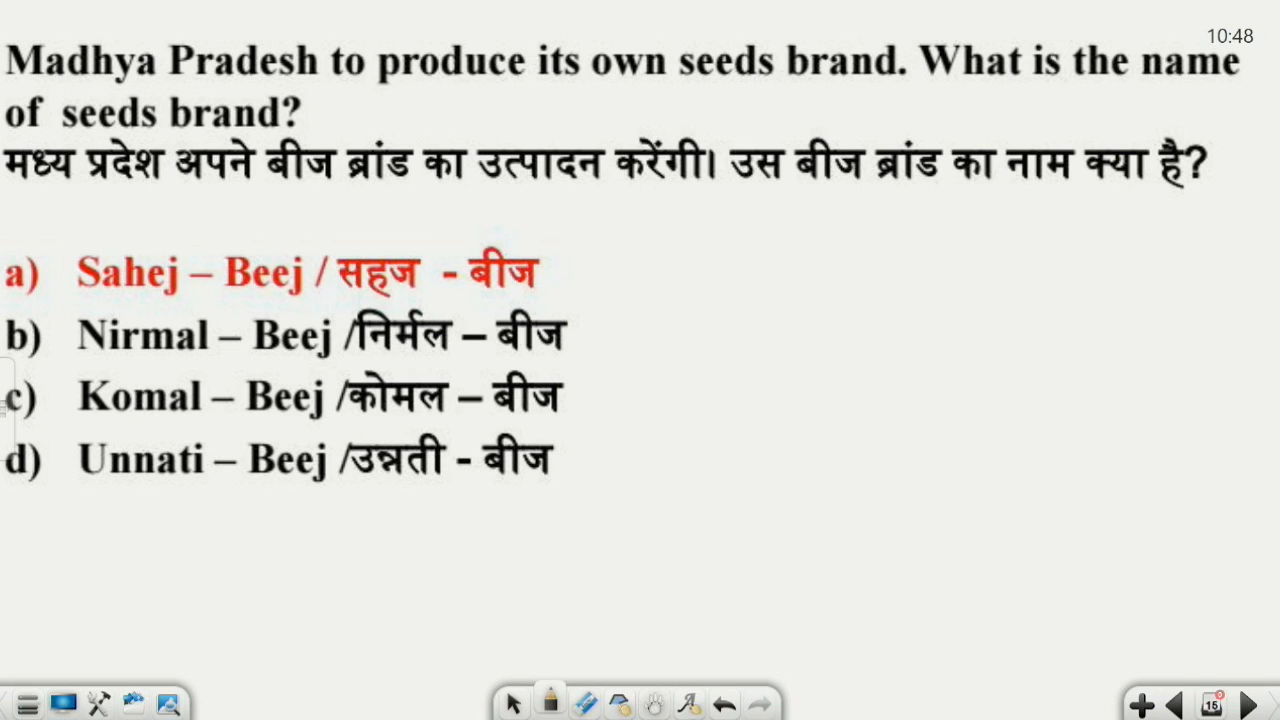 10:48
Madhya Pradesh to produce its own seeds brand. What is the name
of seeds brand?
मध्य प्रदेश अपने बीज ब्रांड का उत्पादन करेंगी। उस बीज ब्रांड का नाम क्या है?
a) Sahej – Beej / सहज - बीज
b) Nirmal – Beej /निर्मल – बीज
c) Komal – Beej /कोमल – बीज
d) Unnati – Beej /उन्नती - बीज
15